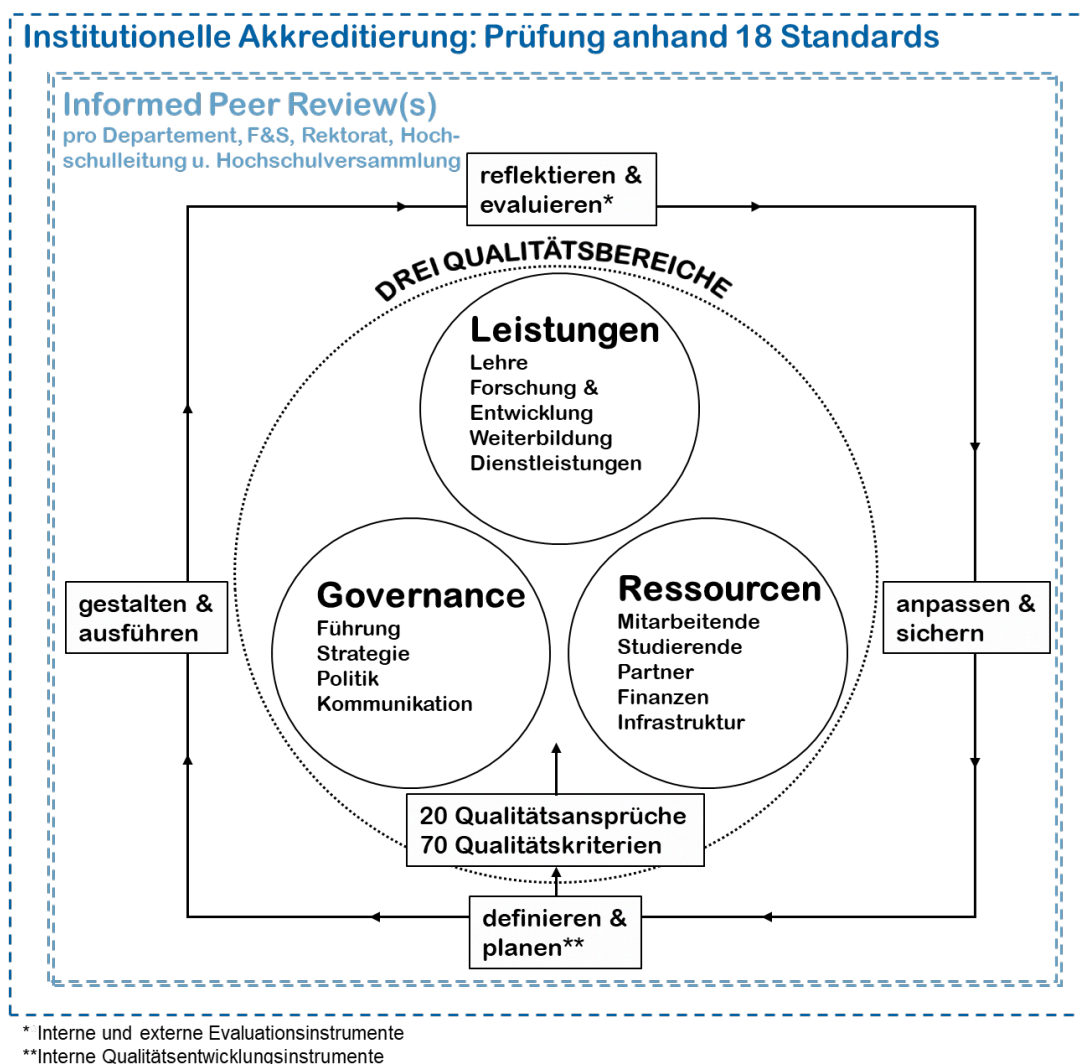 Institutionelle Akkreditierung: Prüfung anhand 18 Standards
Informed Peer Review(s)
pro Departement, F&S, Rektorat, Hoch-
schulleitung u. Hochschulversammlung
reflektieren &
evaluieren*
DREI QUALITÄTSBEREICHE
Leistungen
Lehre
Forschung &
Entwicklung
Weiterbildung
Dienstleistungen
gestalten &
ausführen
Governance
Führung
Strategie
Politik
Kommunikation
Ressourcen
Mitarbeitende
Studierende
Partner
Finanzen
Infrastruktur
anpassen &
sichern
20 Qualitätsansprüche
70 Qualitätskriterien
definieren &
planen**
* Interne und externe Evaluationsinstrumente
**Interne Qualitätsentwicklungsinstrumente